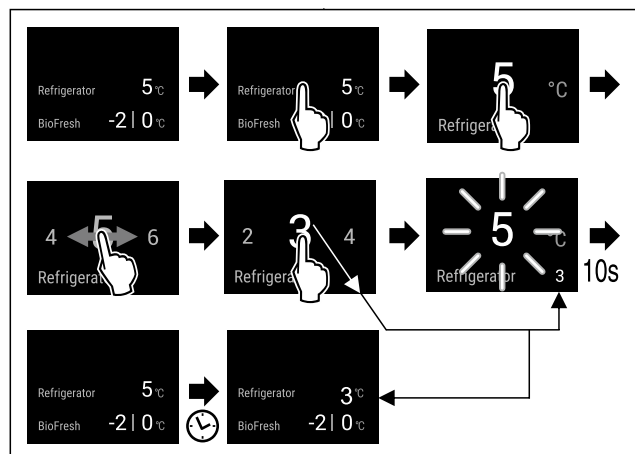 Refrigerator 5 °C
BioFresh -2 | 0 °C
Refrigerator 5 °C
BioFresh -2 | 0 °C
5 °C
Refrigerator
4 5 6
Refrigerator
2 3 4
Refrigerator
5 °C
Refrigerator 3
10s
Refrigerator 5 °C
BioFresh -2 | 0 °C
Refrigerator 3 °C
BioFresh -2 | 0 °C